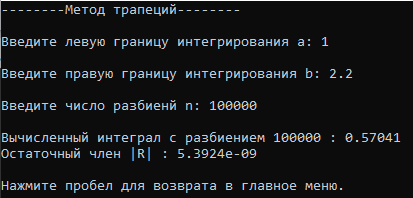 --------Метод трапеций--------
Введите левую границу интегрирования a: 1
Введите правую границу интегрирования b: 2.2
Введите число разбиенй n: 100000
Вычисленный интеграл с разбиением 100000 : 0.57041
Остаточный член |R| : 5.3924e-09
Нажмите пробел для возврата в главное меню.